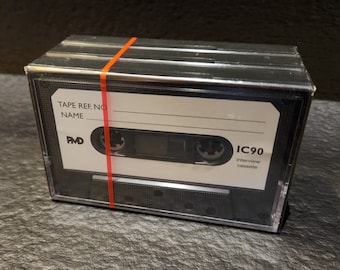 TAPE REF. NO.
NAME
PMD
IC90
interview
cassette